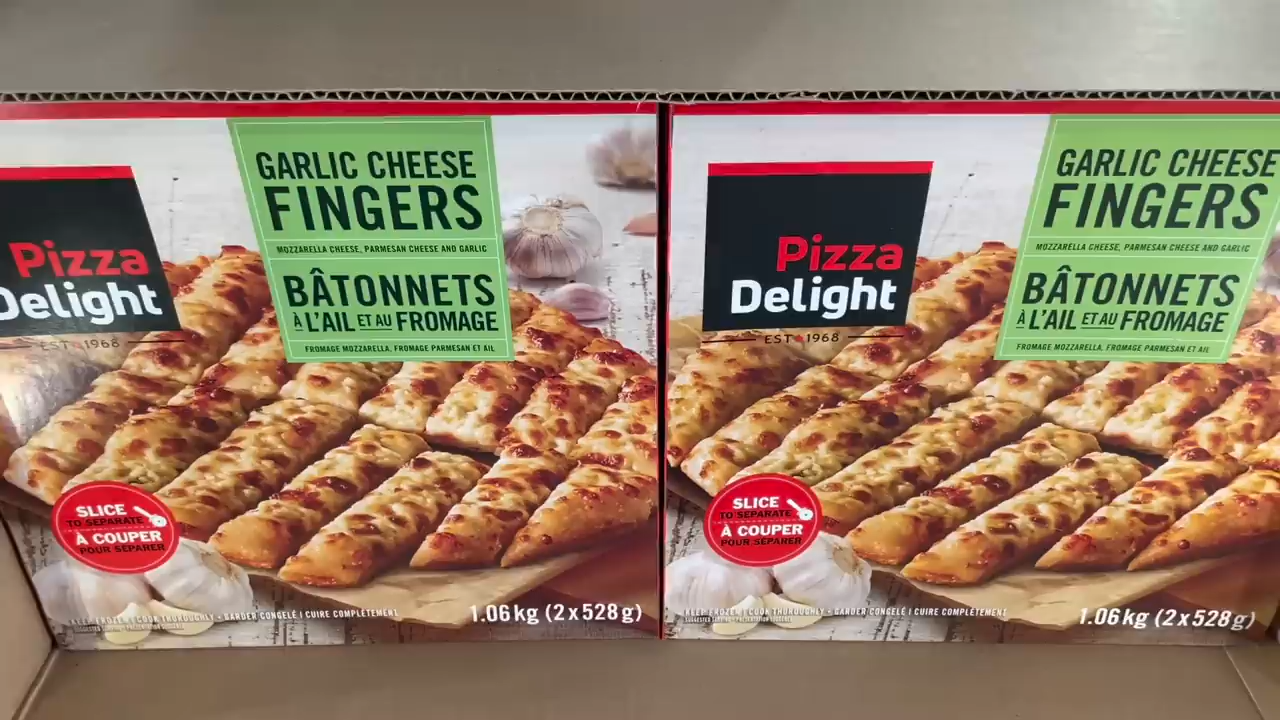 GARLIC CHEESE
FINGERS
MOZZARELLA CHEESE, PARMESAN CHEESE AND GARLIC
BÂTONNETS
À L'AIL ET AU FROMAGE
FROMAGE MOZZARELLA, FROMAGE PARMESAN ET AIL
Pizza
Delight
EST 1968
SLICE
TO SEPARATE
À COUPER
POUR SÉPARER
KEEP FROZEN | COOK THOROUGHLY • GARDER CONGELÉ | CUIRE COMPLÈTEMENT
1.06 kg (2 x 528 g)
GARLIC CHEESE
FINGERS
MOZZARELLA CHEESE, PARMESAN CHEESE AND GARLIC
BÂTONNETS
À L'AIL ET AU FROMAGE
FROMAGE MOZZARELLA, FROMAGE PARMESAN ET AIL
Pizza
Delight
EST 1968
SLICE
TO SEPARATE
À COUPER
POUR SÉPARER
KEEP FROZEN | COOK THOROUGHLY • GARDER CONGELÉ | CUIRE COMPLÈTEMENT
1.06 kg (2 x 528 g)